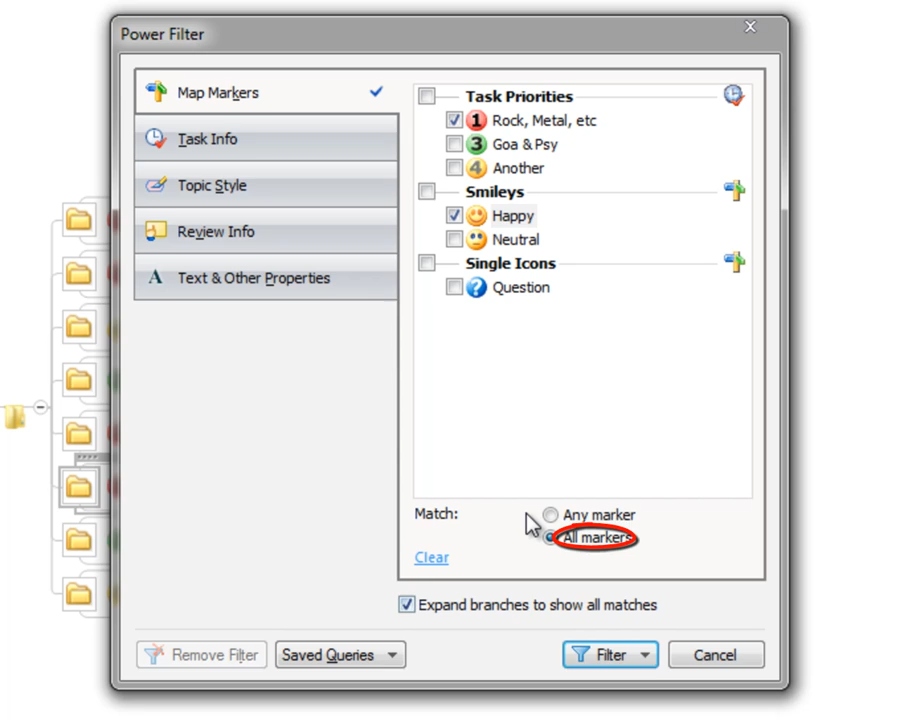 Power Filter
Map Markers
Task Info
Topic Style
Review Info
A Text & Other Properties
Task Priorities
1 Rock, Metal, etc
3 Goa & Psy
4 Another
Smileys
Happy
Neutral
Single Icons
? Question
Match:
Any marker
All markers
Clear
Expand branches to show all matches
Remove Filter
Saved Queries
Filter
Cancel